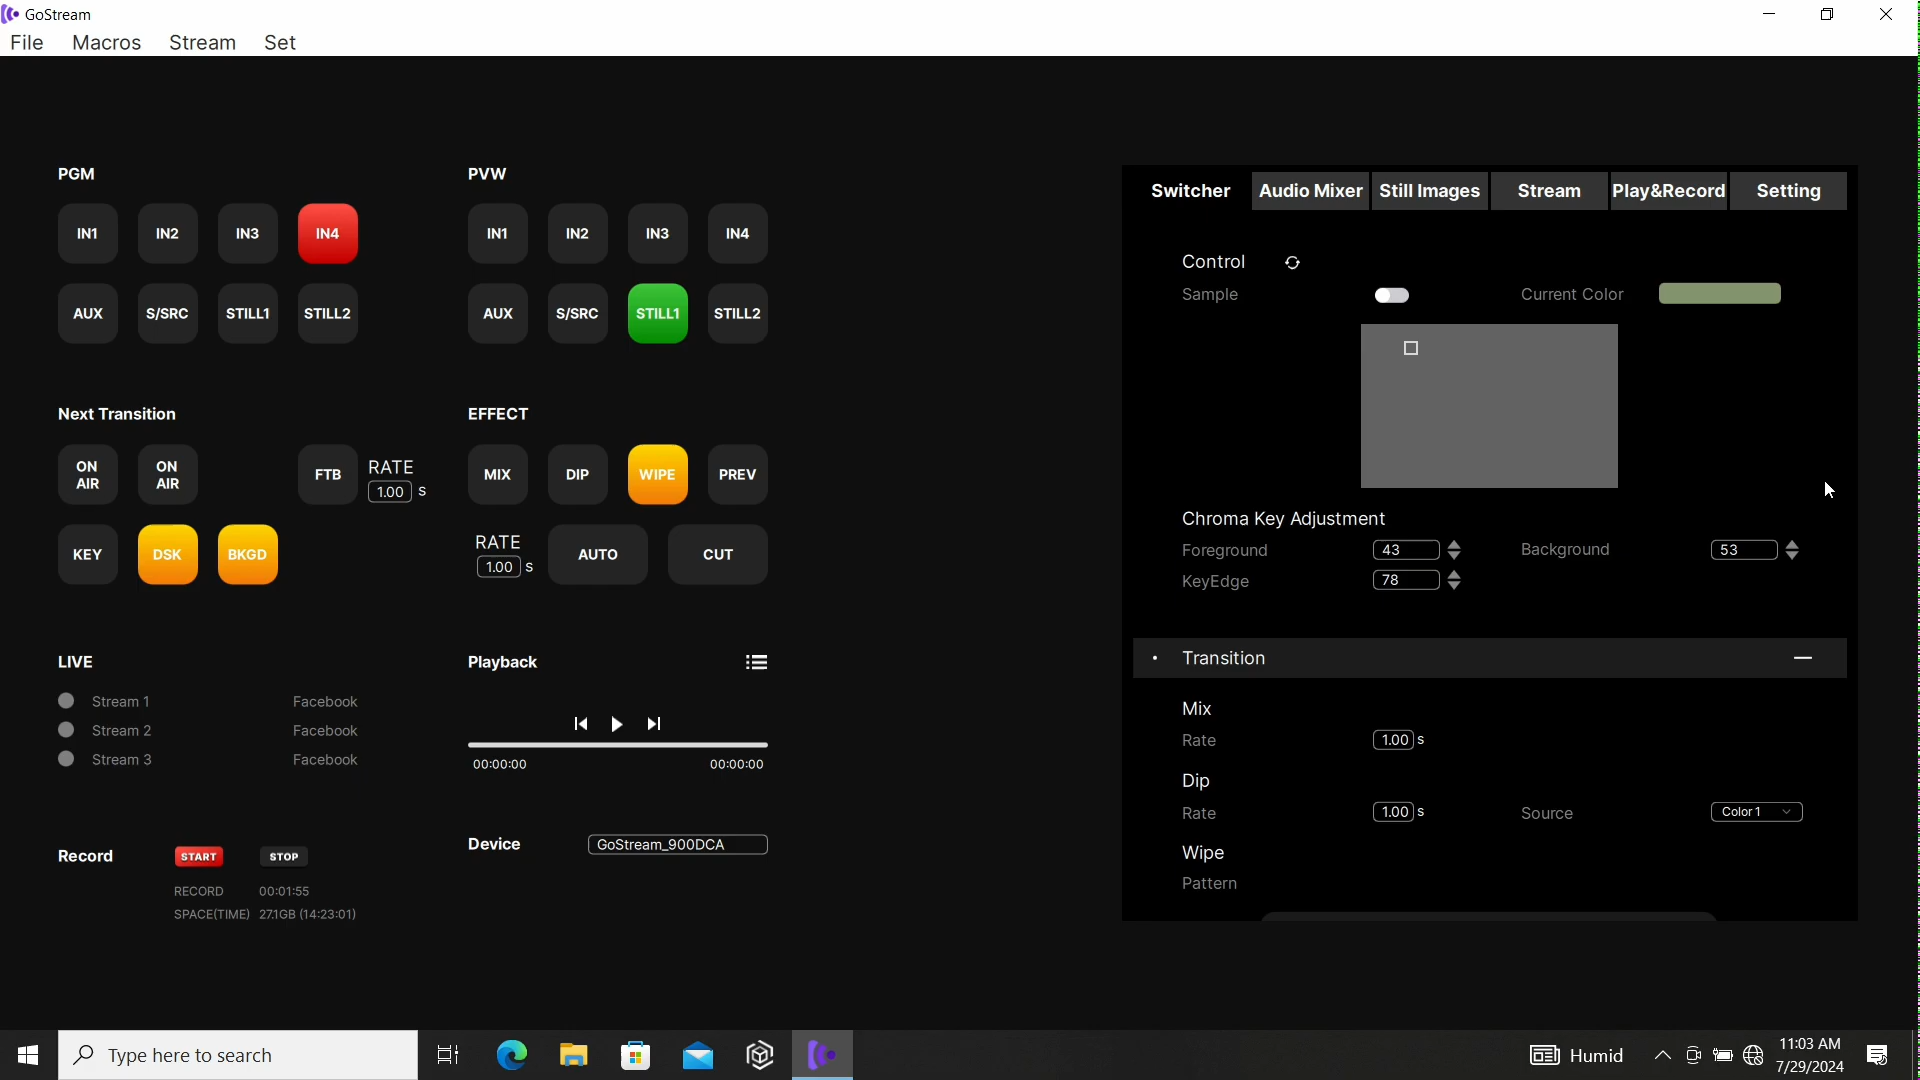 GoStream
File Macros Stream Set
PGM
IN1 IN2 IN3 IN4
AUX S/SRC STILL1 STILL2
PVW
IN1 IN2 IN3 IN4
AUX S/SRC STILL1 STILL2
Next Transition
ON AIR ON AIR FTB RATE 1.00 s
KEY DSK BKGD
EFFECT
MIX DIP WIPE PREV
RATE 1.00 s AUTO CUT
LIVE
Stream 1 Facebook
Stream 2 Facebook
Stream 3 Facebook
Playback
00:00:00 00:00:00
Record START STOP
RECORD 00:01:55
SPACE(TIME) 27.1GB (14:23:01)
Device GoStream_900DCA
Switcher Audio Mixer Still Images Stream Play&Record Setting
Control
Sample Current Color
Chroma Key Adjustment
Foreground 43 Background 53
KeyEdge 78
Transition
Mix
Rate 1.00 s
Dip
Rate 1.00 s Source Color 1
Wipe
Pattern
Type here to search
Humid
11:03 AM
7/29/2024